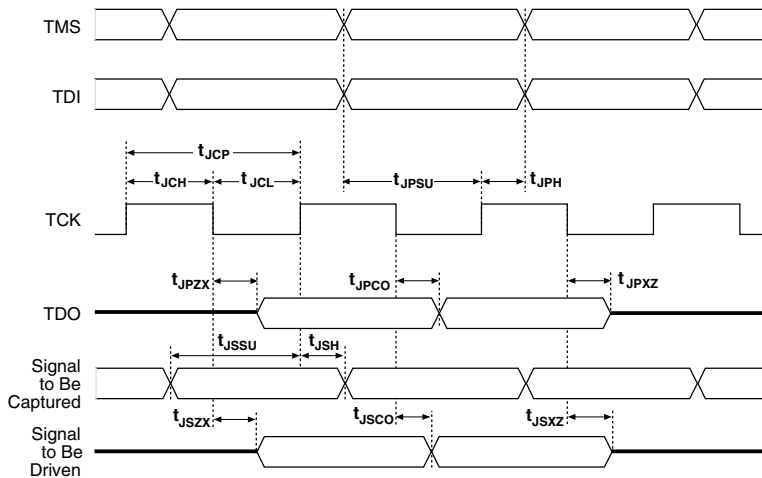 TMS
TDI
tJCP
tJCH
tJCL
tJPSU
tJPH
TCK
tJPZX
tJPCO
tJPXZ
TDO
tJSSU
tJSH
Signal
to Be
Captured
tJSZX
tJSCO
tJSXZ
Signal
to Be
Driven